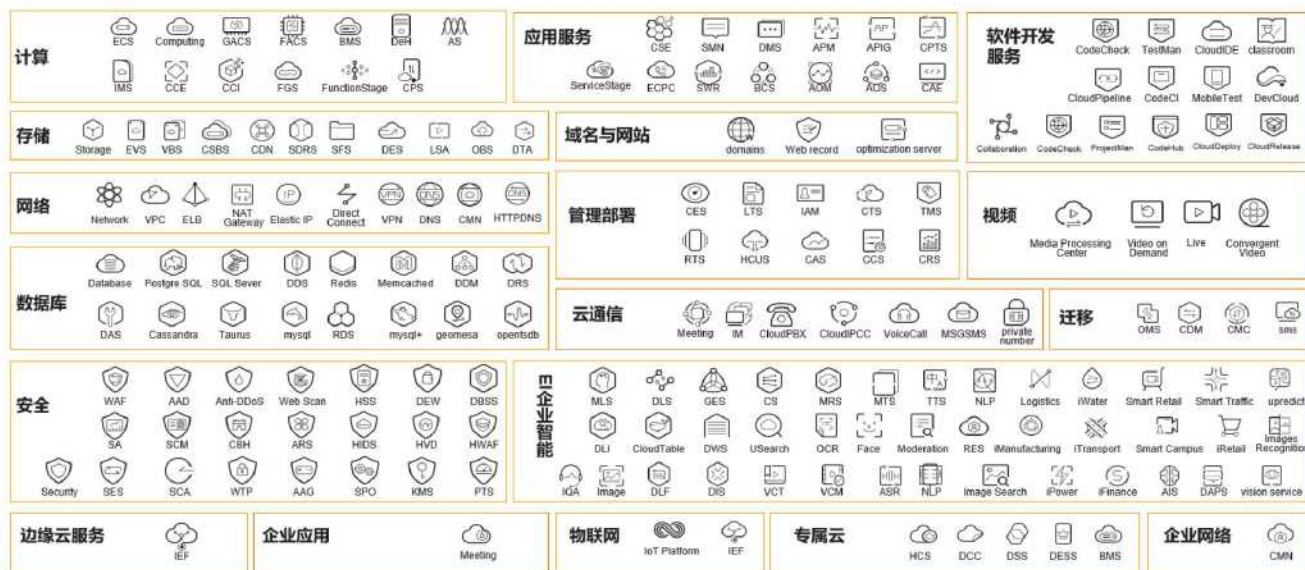 计算
ECS Computing GACS FACS BMS DeH AS
IMS CCE CCI FGS FunctionStage CPS
应用服务
CSE SMN DMS APM APIG CPTS
ServiceStage ECPC SWR BCS AOM AOS CAE
软件开发
服务
CodeCheck TestMan CloudIDE classroom
CloudPipeline CodeCI MobileTest DevCloud
Collaboration CodeCheck ProjectMan CodeHub CloudDeploy CloudRelease
存储
Storage EVS VBS CSBS CDN SDRS SFS DES LSA OBS DTA
域名与网站
domains Web record optimization server
网络
Network VPC ELB NAT Gateway Elastic IP Direct Connect VPN DNS CMN HTTPDNS
管理部署
CES LTS IAM CTS TMS
RTS HCUS CAS CCS CRS
视频
Media Processing Center Video on Demand Live Convergent Video
数据库
Database Postgre SQL SQL Sever DDS Redis Memcached DDM DRS
DAS Cassandra Taurus mysql RDS mysql+ geomesa opentsdb
云通信
Meeting IM CloudPBX CloudIPCC VoiceCall MSGSMS private number
迁移
OMS CDM CMC sms
安全
WAF AAD Anti-DDoS Web Scan HSS DEW DBSS
SA SCM CBH ARS HIDS HVD HWAF
Security SES SCA WTP AAG SPO KMS PTS
EI企业智能
MLS DLS GES CS MRS MTS TTS NLP Logistics iWater Smart Retail Smart Traffic upredict
DLI CloudTable DWS USearch OCR Face Moderation RES iManufacturing iTransport Smart Campus iRetail Images Recognition
IQA Image DLF DIS VCT VCM ASR NLP Image Search iPower iFinance AIS DAPS vision service
边缘云服务
IEF
企业应用
Meeting
物联网
IoT Platform IEF
专属云
HCS DCC DSS DESS BMS
企业网络
CMN